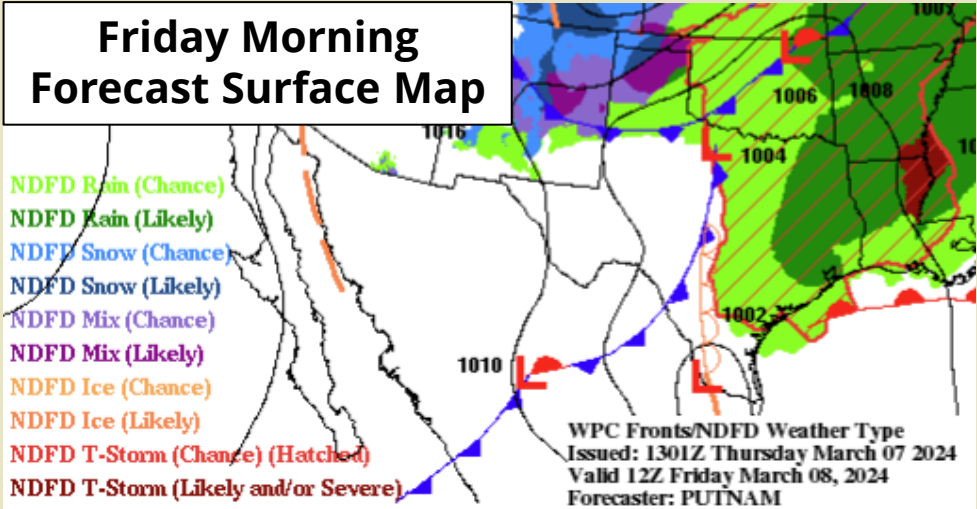 Friday Morning
Forecast Surface Map
1006
1008
1016
1004
NDFD Rain (Chance)
NDFD Rain (Likely)
NDFD Snow (Chance)
NDFD Snow (Likely)
NDFD Mix (Chance)
NDFD Mix (Likely)
NDFD Ice (Chance)
NDFD Ice (Likely)
NDFD T-Storm (Chance) (Hatched)
NDFD T-Storm (Likely and/or Severe)
L
L
1002
1010
L
L
WPC Fronts/NDFD Weather Type
Issued: 1301Z Thursday March 07 2024
Valid 12Z Friday March 08, 2024
Forecaster: PUTNAM